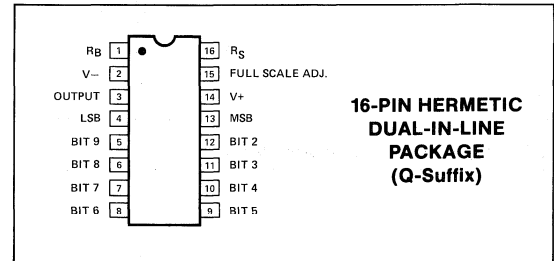 RB 1 16 RS
V− 2 15 FULL SCALE ADJ.
OUTPUT 3 14 V+
LSB 4 13 MSB
BIT 9 5 12 BIT 2
BIT 8 6 11 BIT 3
BIT 7 7 10 BIT 4
BIT 6 8 9 BIT 5
16-PIN HERMETIC
DUAL-IN-LINE
PACKAGE
(Q-Suffix)